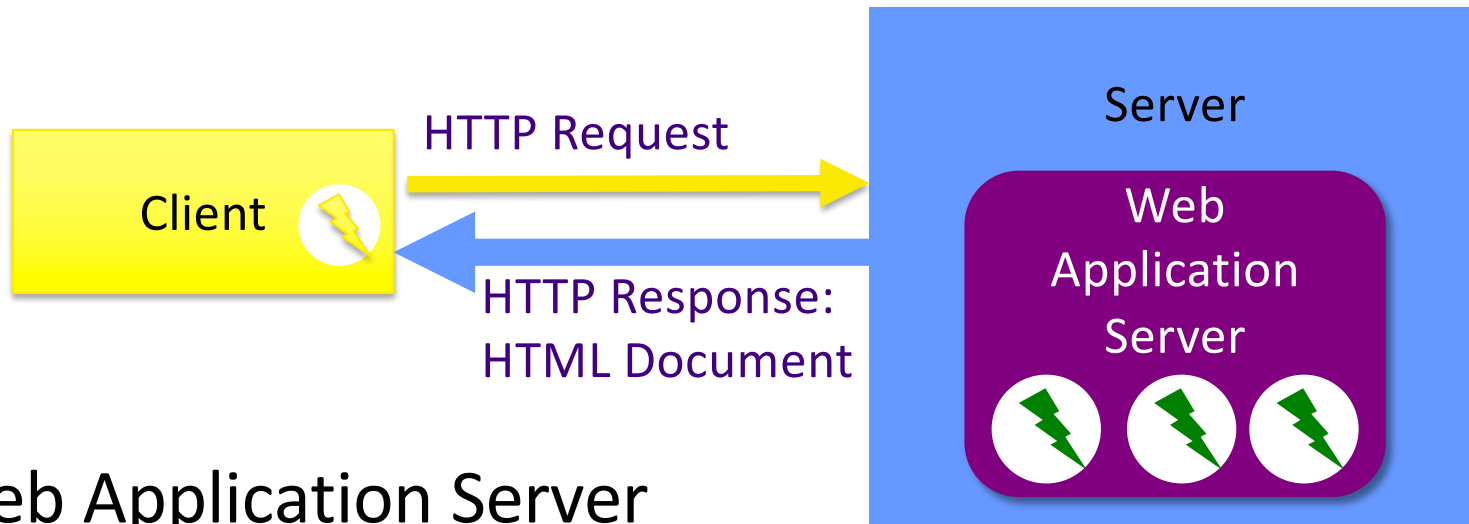 Server
HTTP Request
Client
Web
Application
Server
HTTP Response:
HTML Document
eb Application Server